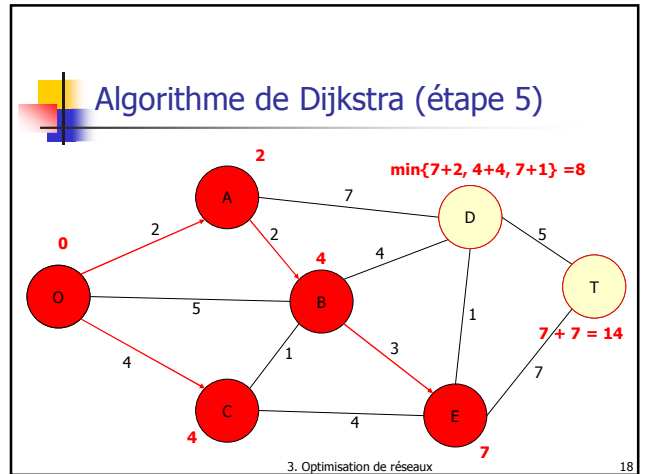 Algorithme de Dijkstra (étape 5)
2
min{7+2, 4+4, 7+1} =8
A
7
D
2
2
5
0
4
4
T
O
5
B
7 + 7 = 14
1
3
1
7
4
C
4
E
4
7
3. Optimisation de réseaux
18